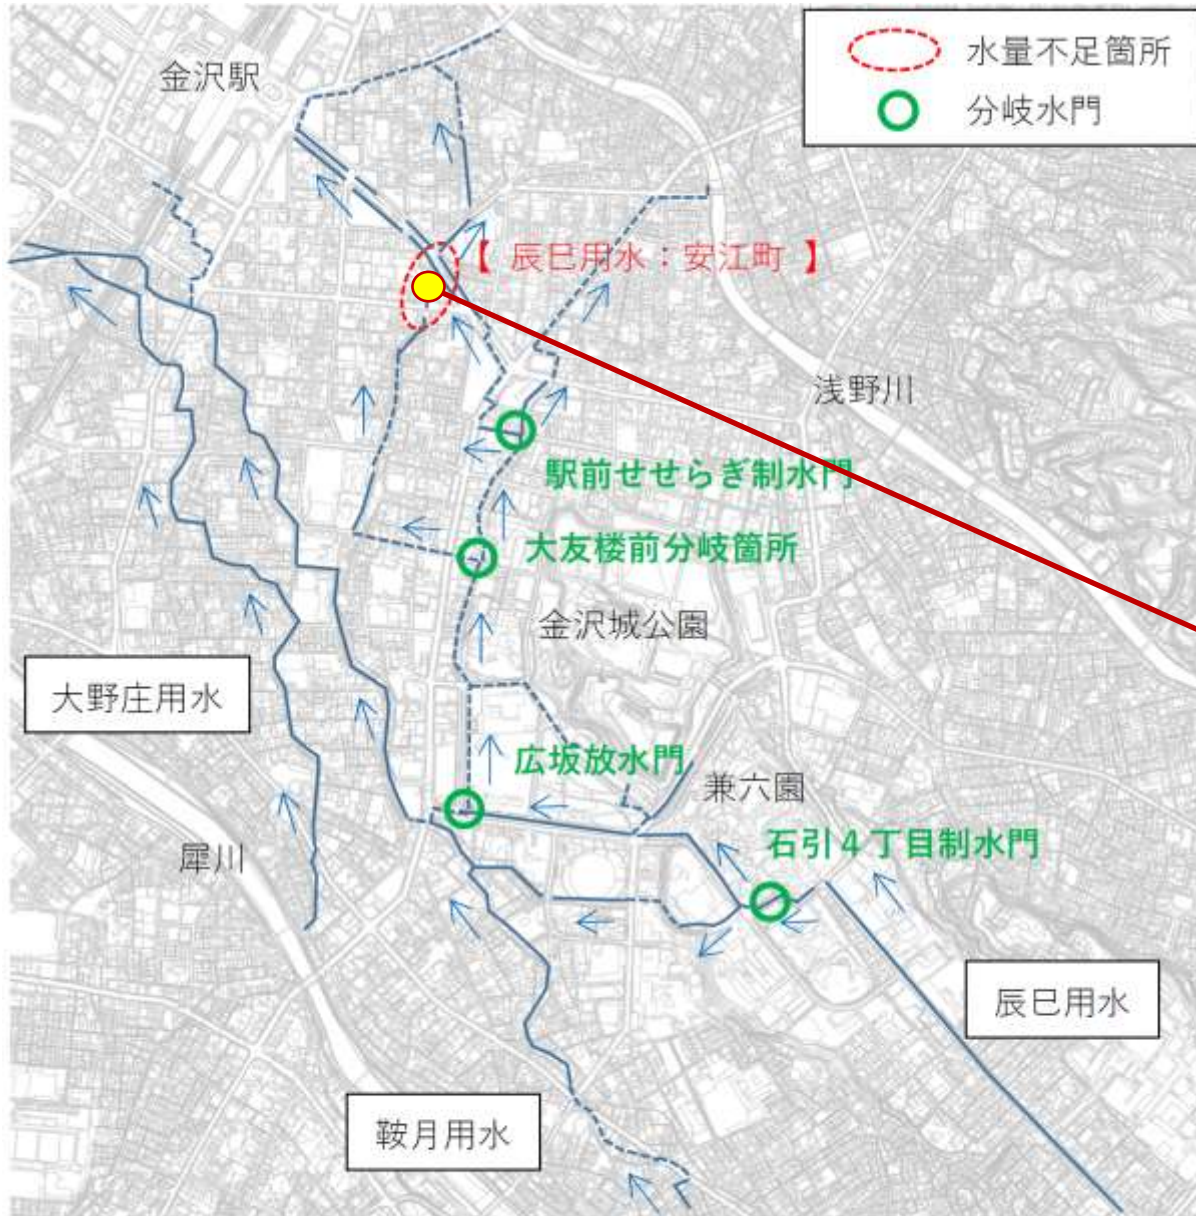 金沢駅
水量不足箇所
分岐水門
【 辰巳用水：安江町 】
浅野川
駅前せせらぎ制水門
大友楼前分岐箇所
金沢城公園
大野庄用水
広坂放水門
兼六園
石引４丁目制水門
犀川
辰巳用水
鞍月用水